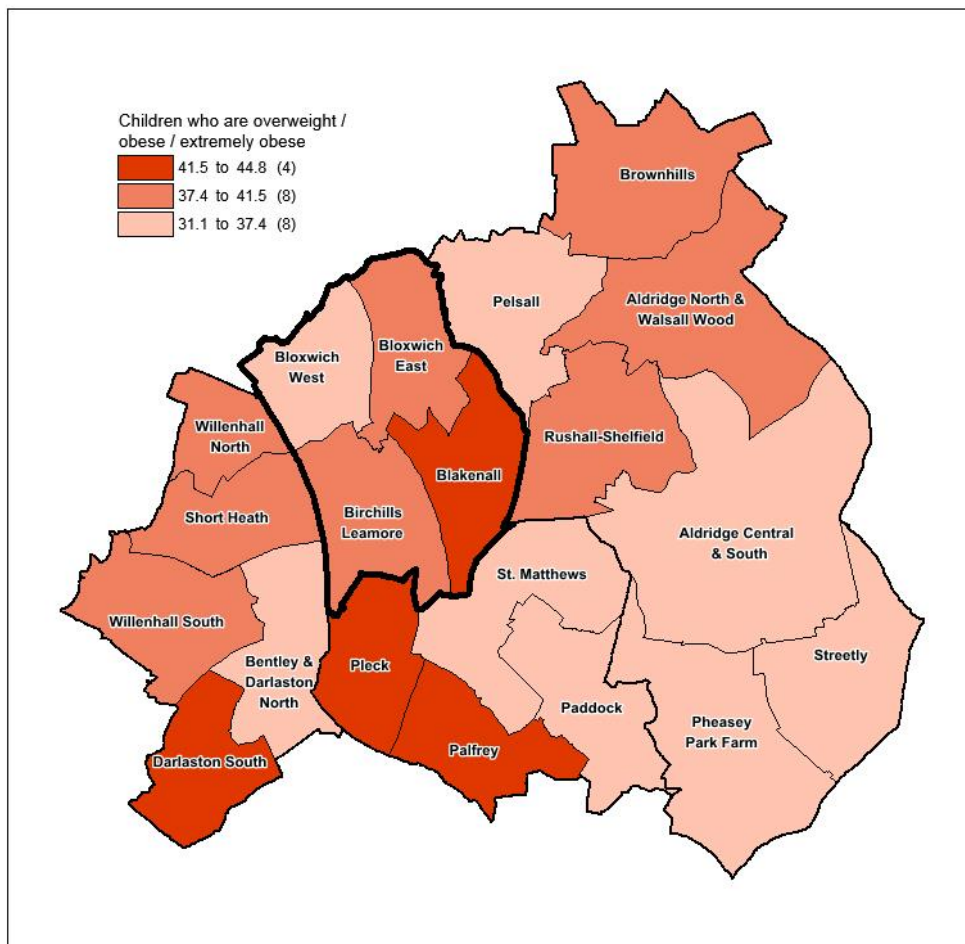 Children who are overweight /
obese / extremely obese
41.5 to 44.8 (4)
37.4 to 41.5 (8)
31.1 to 37.4 (8)
Brownhills
Pelsall
Aldridge North &
Walsall Wood
Bloxwich
West
Bloxwich
East
Willenhall
North
Rushall-Shelfield
Blakenall
Short Heath
Birchills
Leamore
Aldridge Central
& South
St. Matthews
Willenhall South
Bentley &
Darlaston
North
Pleck
Streetly
Paddock
Pheasey
Park Farm
Palfrey
Darlaston South